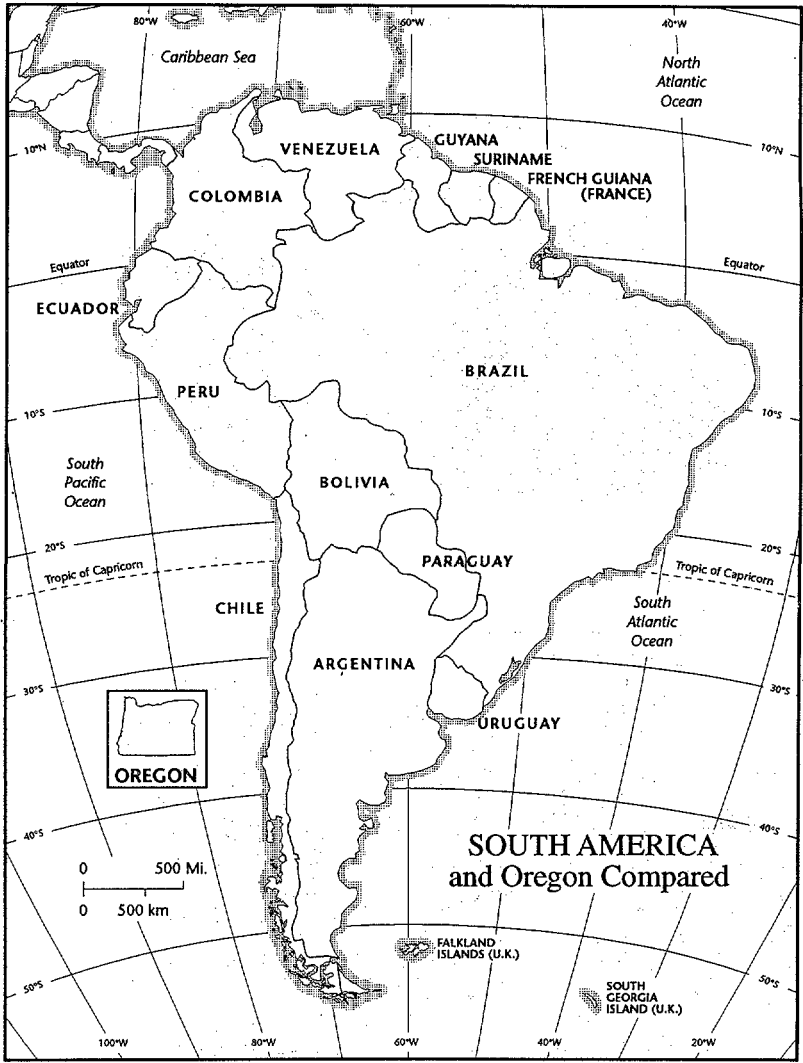 80°W
60°W
40°W
Caribbean Sea
North
Atlantic
Ocean
10°N
VENEZUELA
GUYANA
SURINAME
FRENCH GUIANA
(FRANCE)
10°N
COLOMBIA
Equator
Equator
ECUADOR
PERU
BRAZIL
10°S
10°S
South
Pacific
Ocean
BOLIVIA
20°S
20°S
PARAGUAY
Tropic of Capricorn
Tropic of Capricorn
CHILE
South
Atlantic
Ocean
ARGENTINA
30°S
30°S
URUGUAY
OREGON
40°S
40°S
SOUTH AMERICA
and Oregon Compared
0 500 Mi.
0 500 km
FALKLAND
ISLANDS (U.K.)
50°S
50°S
SOUTH
GEORGIA
ISLAND (U.K.)
100°W
80°W
60°W
40°W
20°W